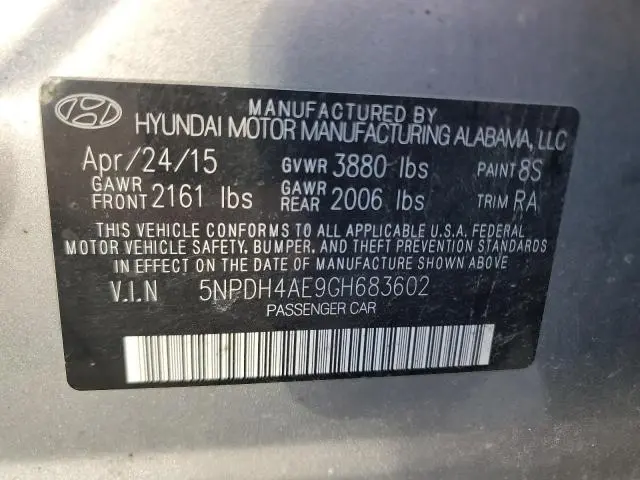 MANUFACTURED BY
HYUNDAI MOTOR MANUFACTURING ALABAMA, LLC
Apr/24/15 GVWR 3880 lbs PAINT 8S
GAWR FRONT 2161 lbs GAWR REAR 2006 lbs TRIM RA
THIS VEHICLE CONFORMS TO ALL APPLICABLE U.S.A. FEDERAL
MOTOR VEHICLE SAFETY, BUMPER, AND THEFT PREVENTION STANDARDS
IN EFFECT ON THE DATE OF MANUFACTURE SHOWN ABOVE
V.I.N 5NPDH4AE9GH683602
PASSENGER CAR